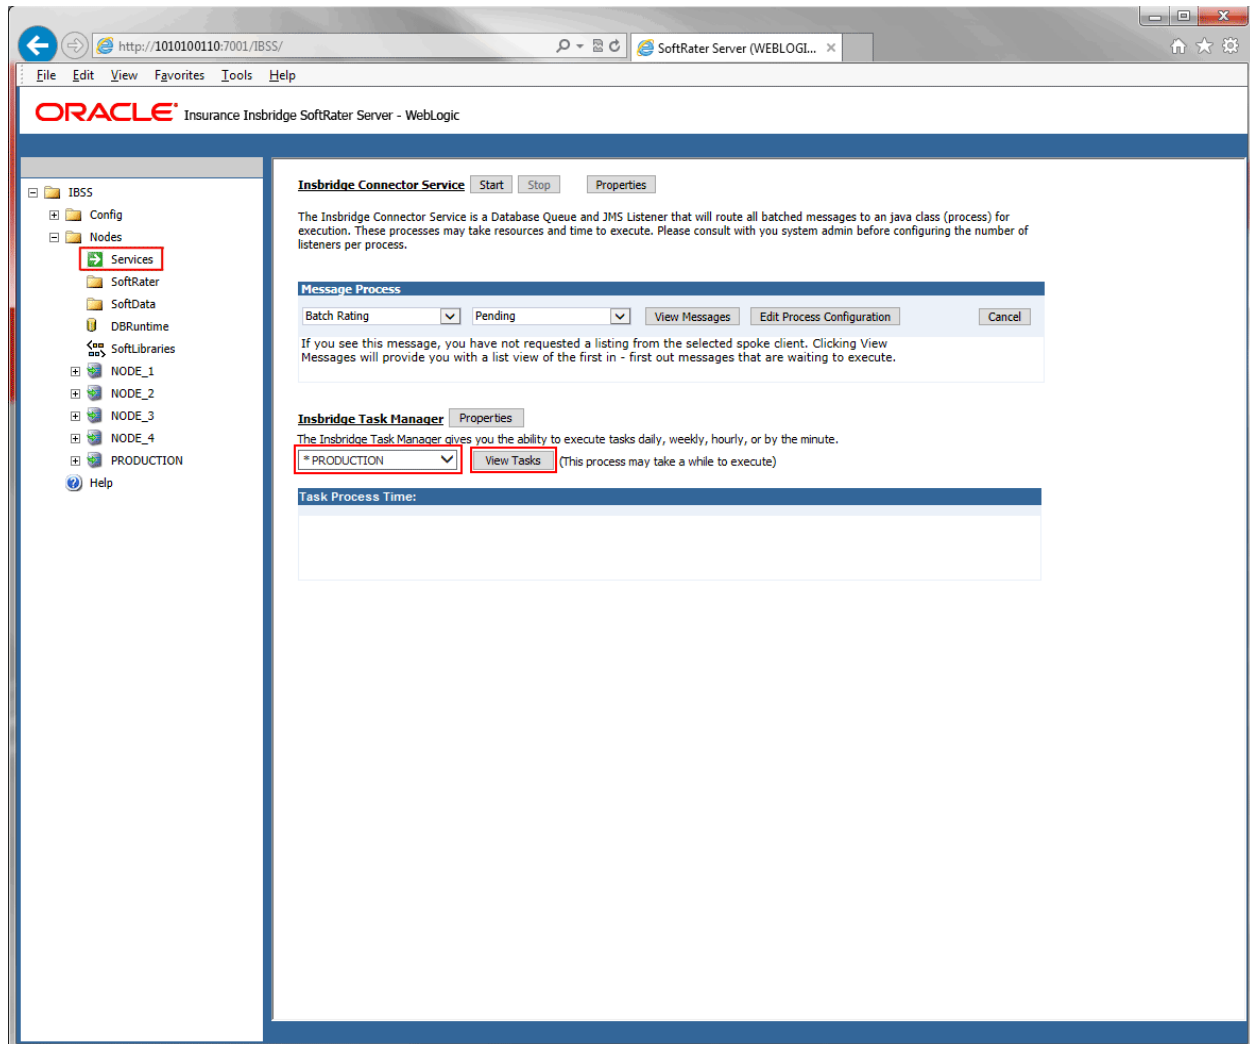 http://1010100110:7001/IBSS/
SoftRater Server (WEBLOGI...
File Edit View Favorites Tools Help
ORACLE Insurance Insbridge SoftRater Server - WebLogic
IBSS
Config
Nodes
Services
SoftRater
SoftData
DBRuntime
SoftLibraries
NODE_1
NODE_2
NODE_3
NODE_4
PRODUCTION
Help
Insbridge Connector Service Start Stop Properties
The Insbridge Connector Service is a Database Queue and JMS Listener that will route all batched messages to an java class (process) for
execution. These processes may take resources and time to execute. Please consult with you system admin before configuring the number of
listeners per process.
Message Process
Batch Rating Pending View Messages Edit Process Configuration Cancel
If you see this message, you have not requested a listing from the selected spoke client. Clicking View
Messages will provide you with a list view of the first in - first out messages that are waiting to execute.
Insbridge Task Manager Properties
The Insbridge Task Manager gives you the ability to execute tasks daily, weekly, hourly, or by the minute.
* PRODUCTION View Tasks (This process may take a while to execute)
Task Process Time: